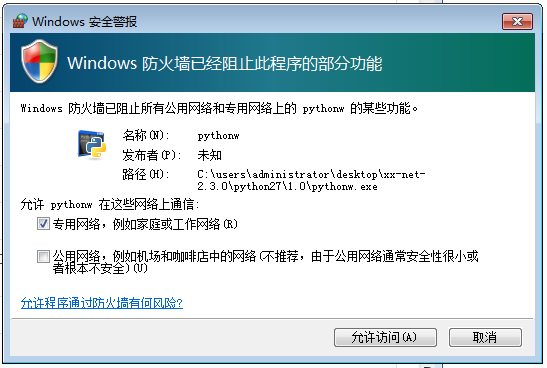 Windows 安全警报
Windows 防火墙已经阻止此程序的部分功能
Windows 防火墙已阻止所有公用网络和专用网络上的 pythonw 的某些功能。
名称(N): pythonw
发布者(P): 未知
路径(H): C:\users\administrator\desktop\xx-net-
2.3.0\python27\1.0\pythonw.exe
允许 pythonw 在这些网络上通信:
专用网络，例如家庭或工作网络(R)
公用网络，例如机场和咖啡店中的网络(不推荐，由于公用网络通常安全性很小或
者根本不安全)(U)
允许程序通过防火墙有何风险?
允许访问(A) 取消